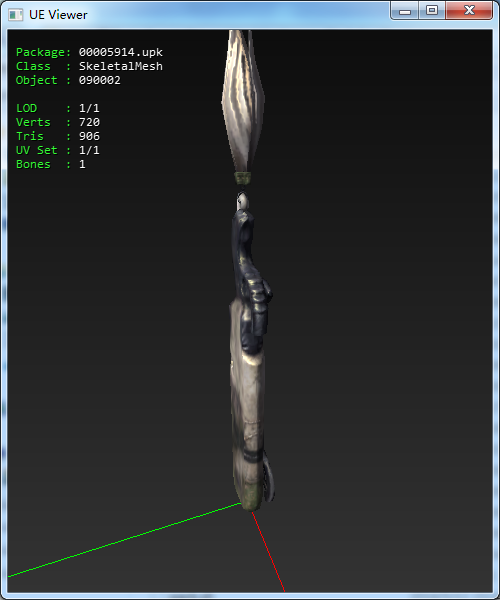 UE Viewer
Package: 00005914.upk
Class : SkeletalMesh
Object : 090002
LOD : 1/1
Verts : 720
Tris : 906
UV Set : 1/1
Bones : 1